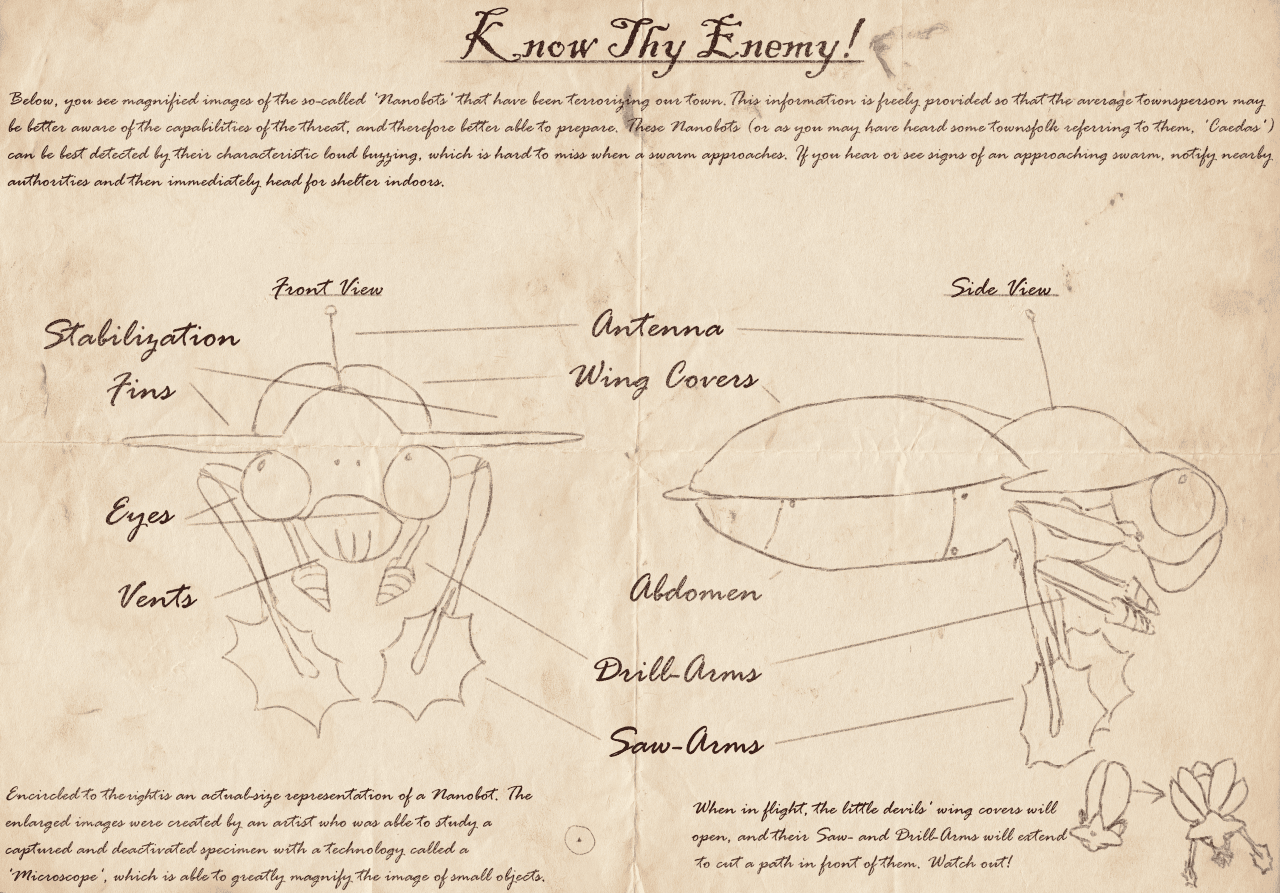 Know Thy Enemy!
Below, you see magnified images of the so-called 'Nanobots' that have been terrorizing our town. This information is freely provided so that the average townsperson may
be better aware of the capabilities of the threat, and therefore better able to prepare. These Nanobots (or as you may have heard some townsfolk referring to them, 'Caedas')
can be best detected by their characteristic loud buzzing, which is hard to miss when a swarm approaches. If you hear or see signs of an approaching swarm, notify nearby
authorities and then immediately head for shelter indoors.
Front View
Side View
Stabilization
Fins
Antenna
Wing Covers
Eyes
Vents
Abdomen
Drill-Arms
Saw-Arms
Encircled to the right is an actual-size representation of a Nanobot. The
enlarged images were created by an artist who was able to study a
captured and deactivated specimen with a technology called a
'Microscope', which is able to greatly magnify the image of small objects.
When in flight, the little devils' wing covers will
open, and their Saw- and Drill-Arms will extend
to cut a path in front of them. Watch out!